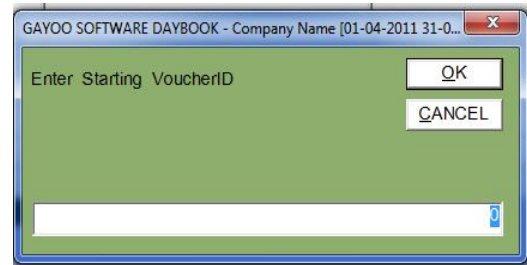 GAYOO SOFTWARE DAYBOOK - Company Name [01-04-2011 31-0...
X
Enter Starting VoucherID
OK
CANCEL
0